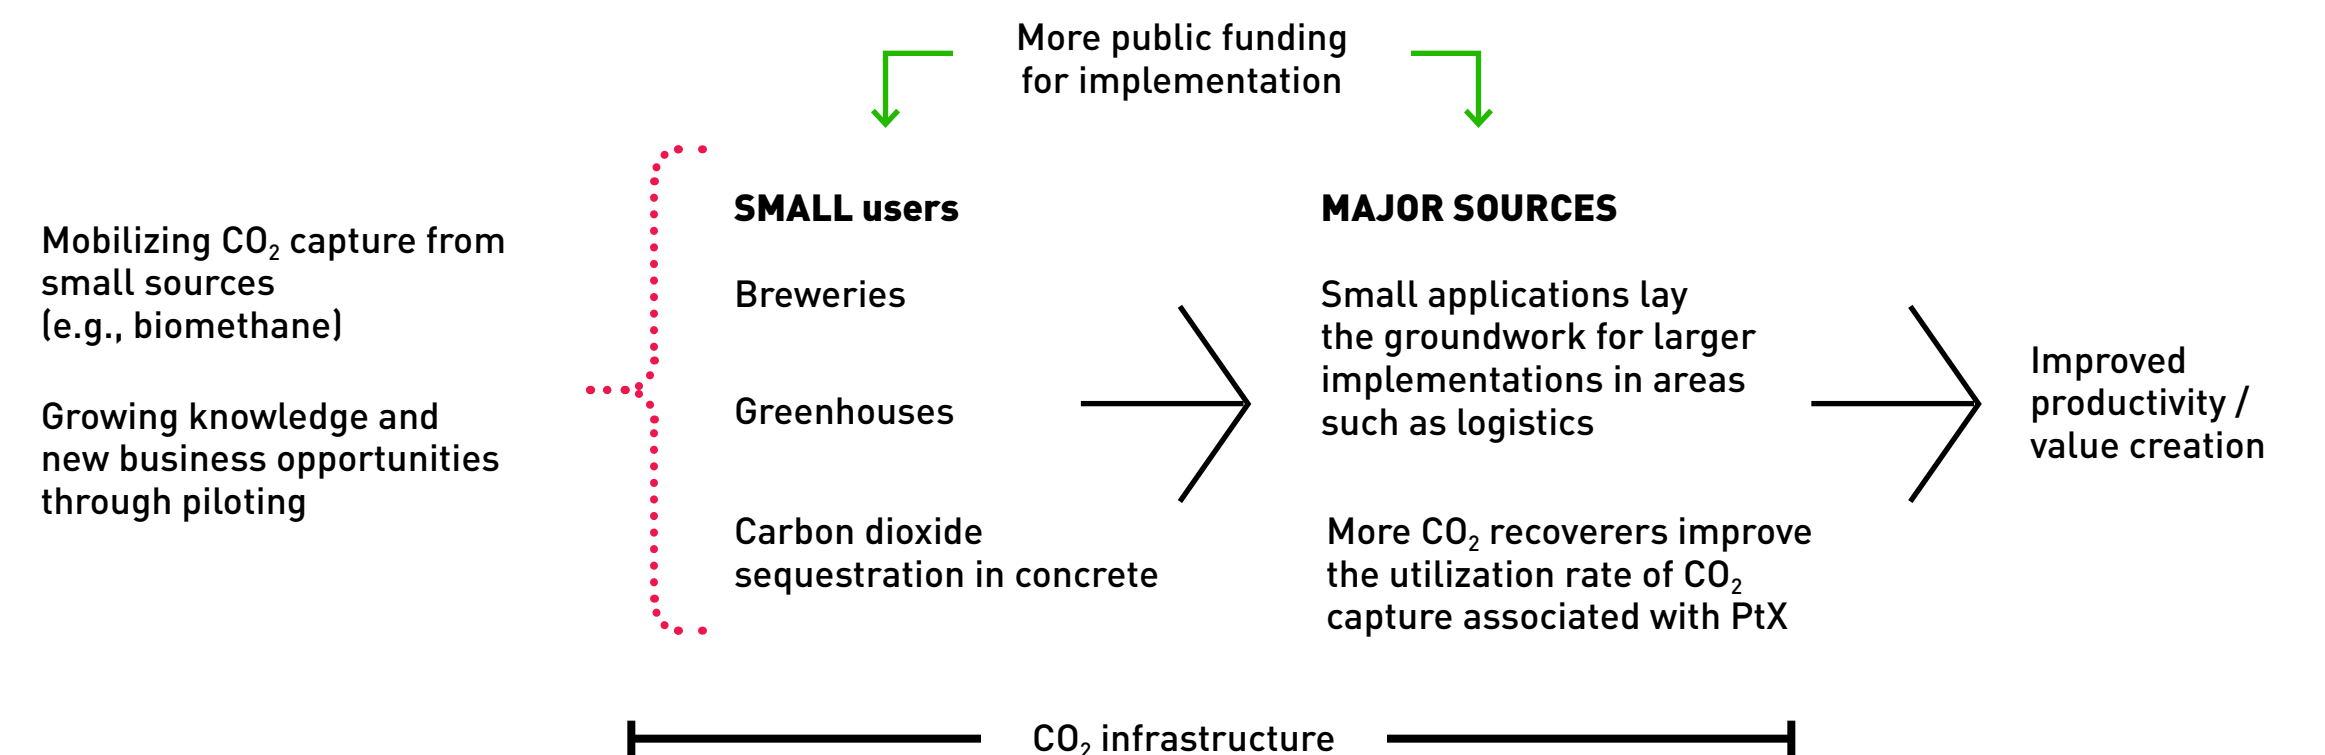 More public funding
for implementation
Mobilizing CO₂ capture from
small sources
(e.g., biomethane)
Growing knowledge and
new business opportunities
through piloting
SMALL users
Breweries
Greenhouses
Carbon dioxide
sequestration in concrete
MAJOR SOURCES
Small applications lay
the groundwork for larger
implementations in areas
such as logistics
More CO₂ recoverers improve
the utilization rate of CO₂
capture associated with PtX
Improved
productivity /
value creation
CO₂ infrastructure